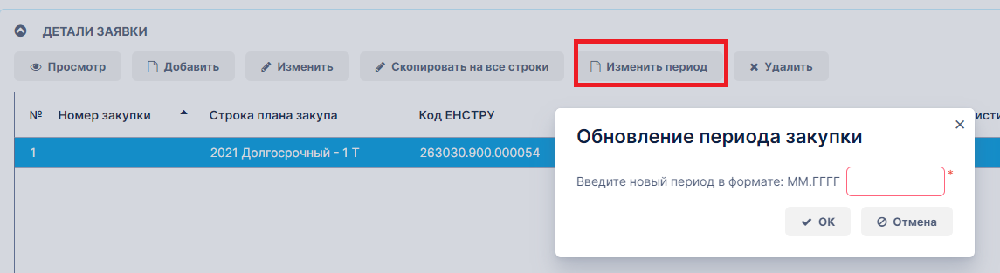 ДЕТАЛИ ЗАЯВКИ
Просмотр Добавить Изменить Скопировать на все строки Изменить период Удалить
№ Номер закупки Строка плана закупа Код ЕНСТРУ
1 2021 Долгосрочный - 1 Т 263030.900.000054
Обновление периода закупки
Введите новый период в формате: ММ.ГГГГ *
OK Отмена